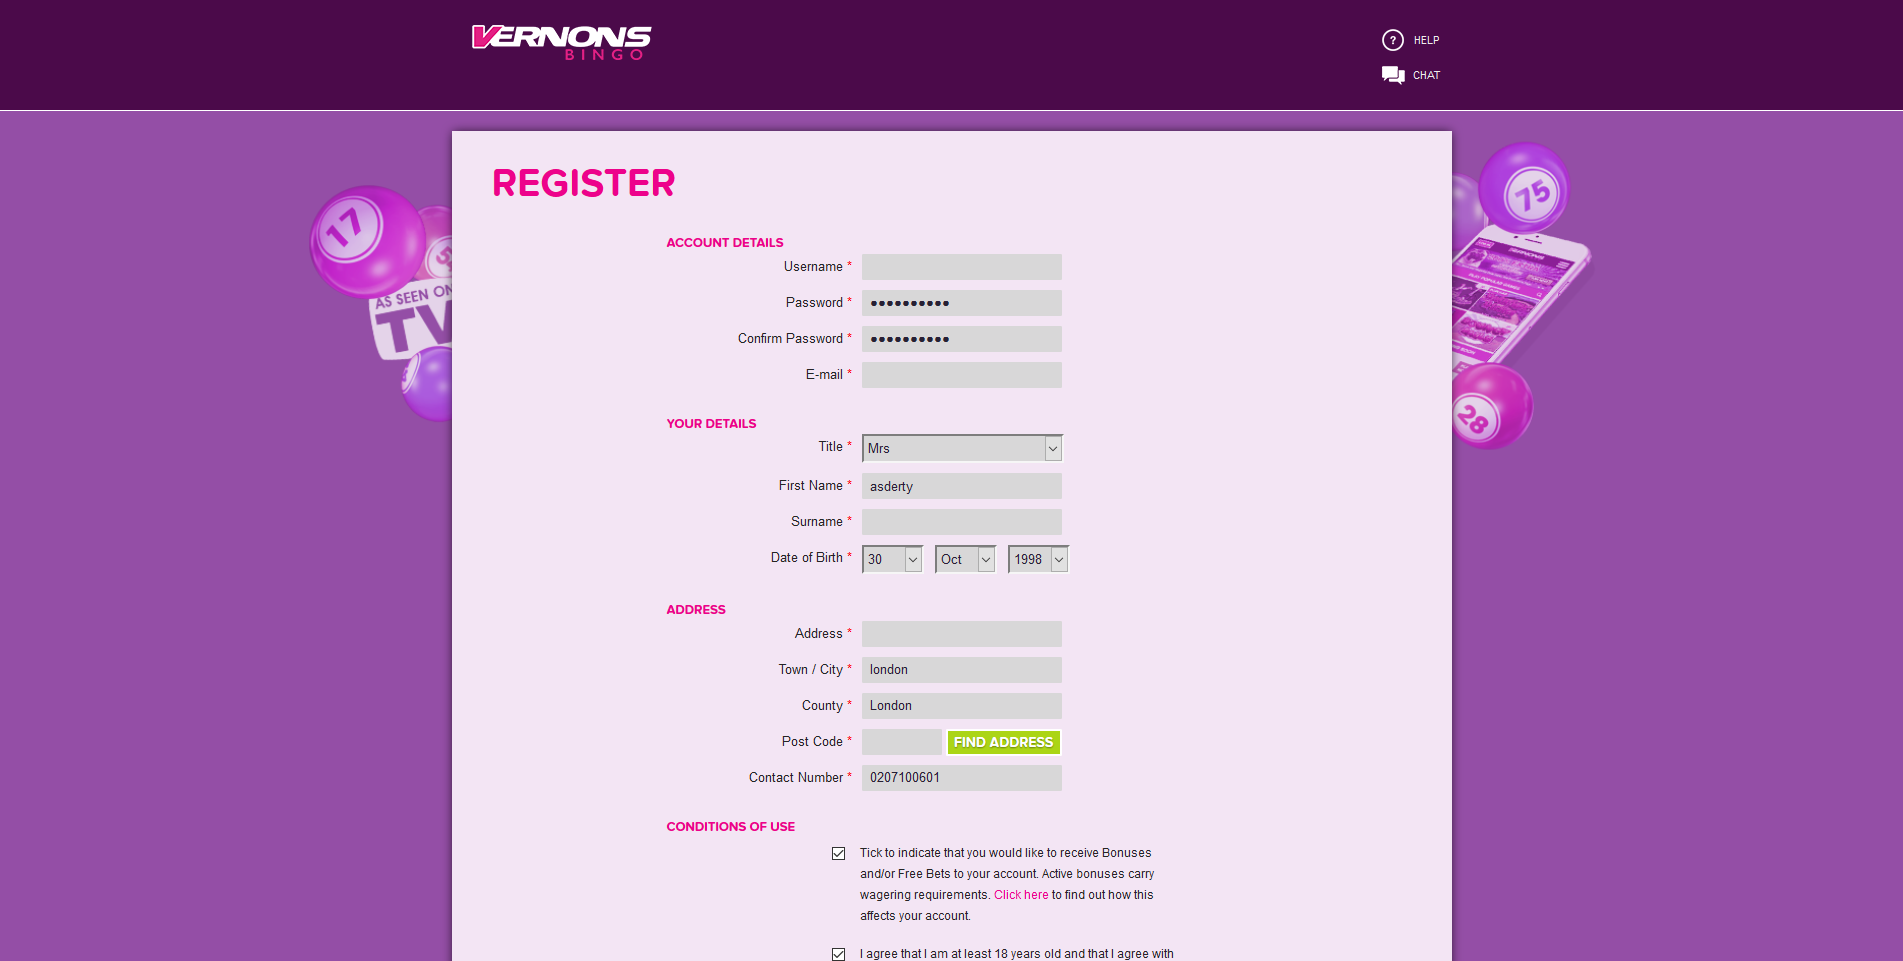 VERNONS
BINGO
? HELP
CHAT
REGISTER
17
AS SEEN ON
TV
75
28
ACCOUNT DETAILS
Username *
Password * ●●●●●●●●●●
Confirm Password * ●●●●●●●●●●
E-mail *
YOUR DETAILS
Title * Mrs
First Name * asderty
Surname *
Date of Birth * 30 Oct 1998
ADDRESS
Address *
Town / City * london
County * London
Post Code * FIND ADDRESS
Contact Number * 0207100601
CONDITIONS OF USE
Tick to indicate that you would like to receive Bonuses
and/or Free Bets to your account. Active bonuses carry
wagering requirements. Click here to find out how this
affects your account.
I agree that I am at least 18 years old and that I agree with